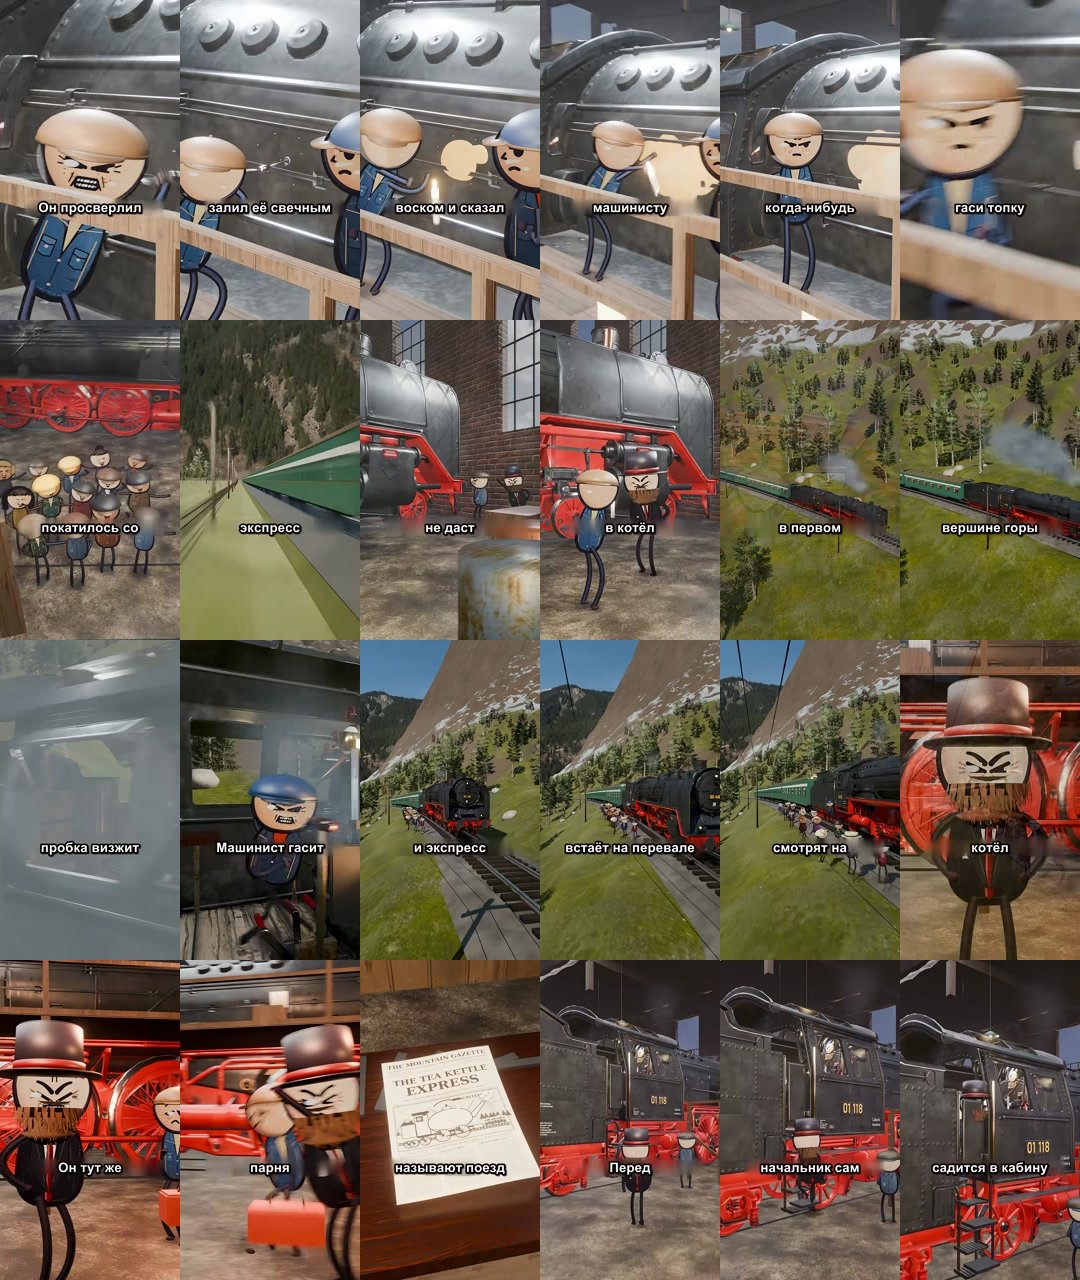 Он просверлил
залил её свечным
воском и сказал
машинисту
когда-нибудь
гаси топку
покатилось со
экспресс
не даст
в котёл
в первом
вершине горы
пробка визжит
Машинист гасит
и экспресс
встаёт на перевале
смотрят на
котёл
Он тут же
парня
THE MOUNTAIN GAZETTE
THE TEA KETTLE
EXPRESS
называют поезд
Перед
01 118
начальник сам
01 118
садится в кабину
01 118